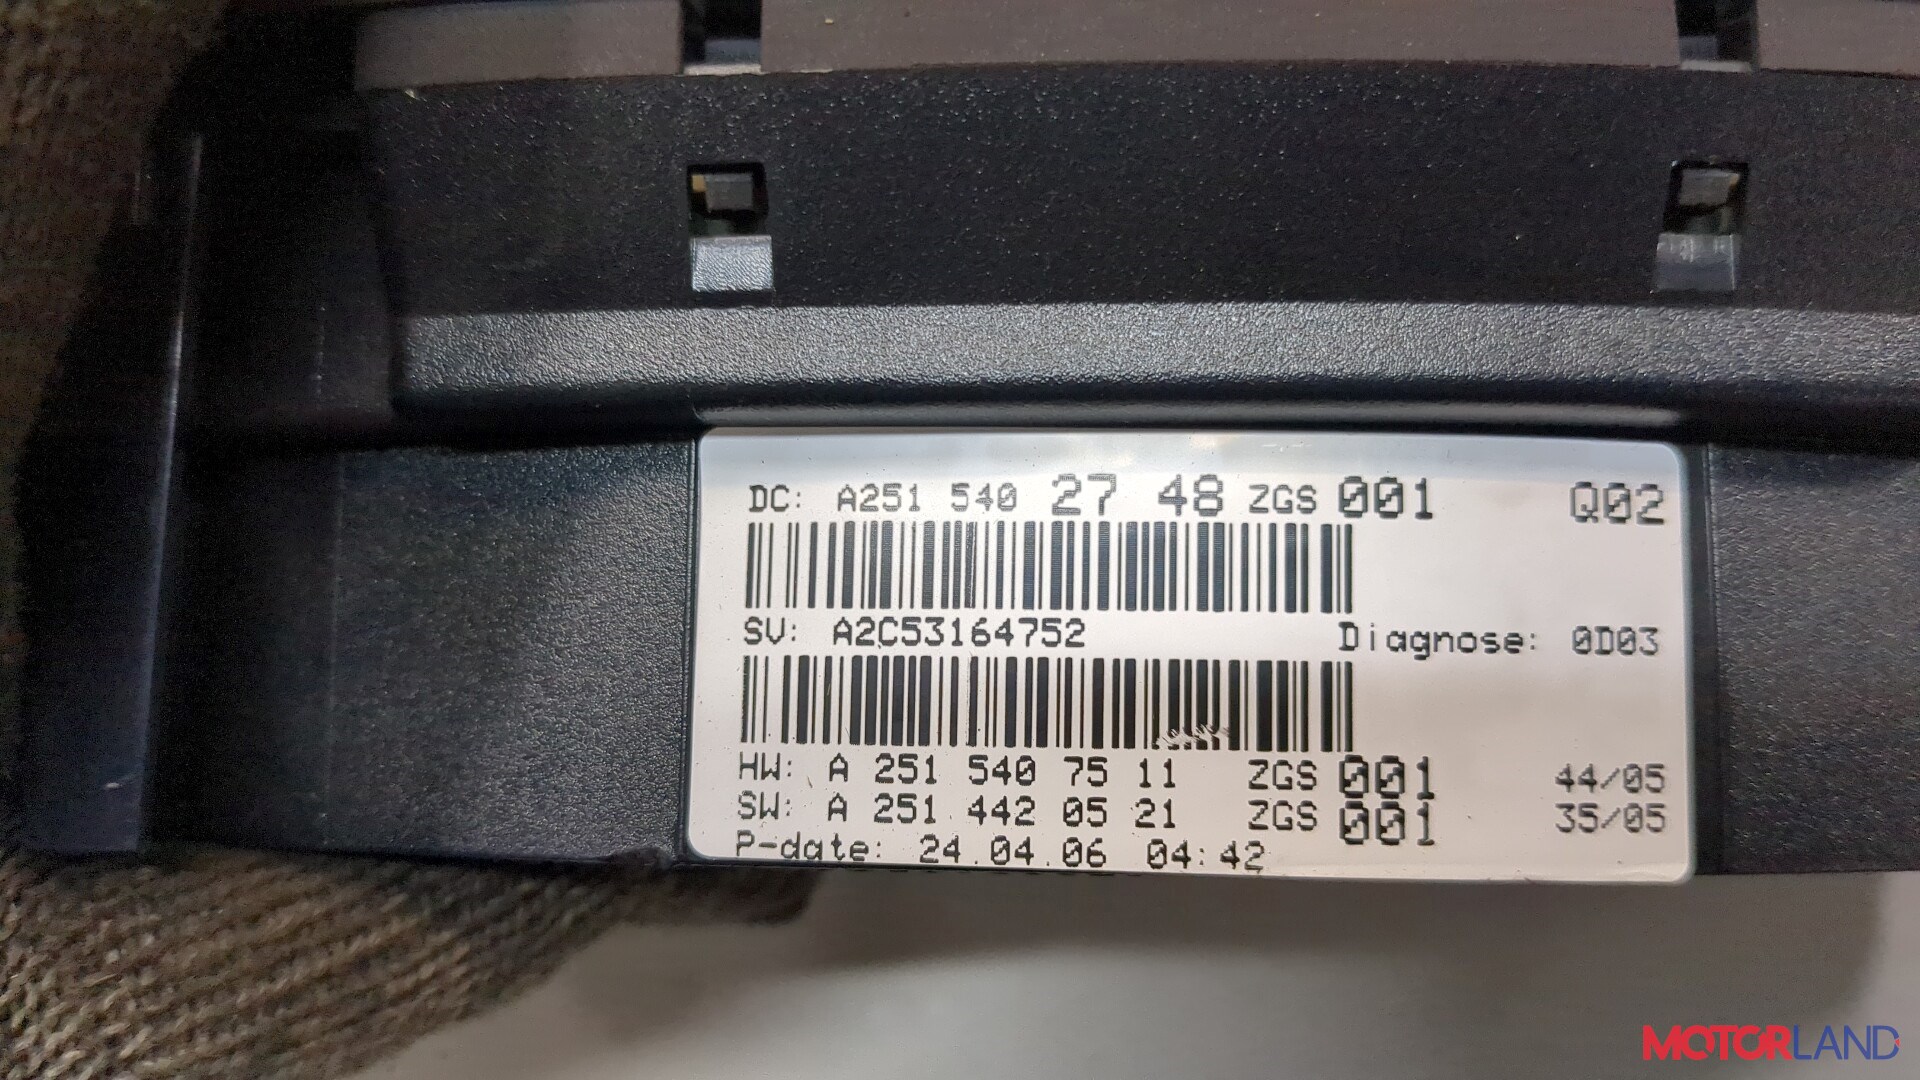 DC: A251 540 27 48 ZGS 001 Q02
SV: A2C53164752 Diagnose: 0D03
HW: A 251 540 75 11 ZGS 001 44/05
SW: A 251 442 05 21 ZGS 001 35/05
P-date: 24.04.06 04:42
MOTORLAND